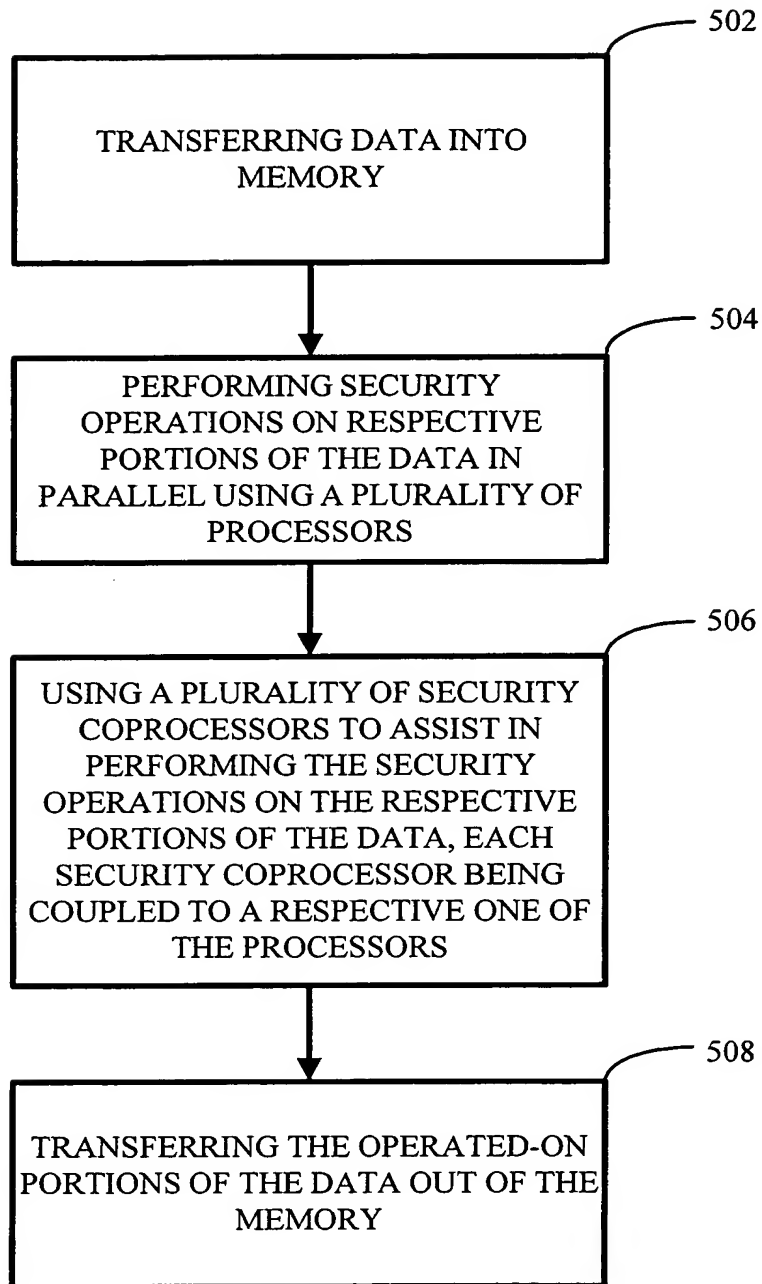 502
TRANSFERRING DATA INTO
MEMORY
504
PERFORMING SECURITY
OPERATIONS ON RESPECTIVE
PORTIONS OF THE DATA IN
PARALLEL USING A PLURALITY OF
PROCESSORS
506
USING A PLURALITY OF SECURITY
COPROCESSORS TO ASSIST IN
PERFORMING THE SECURITY
OPERATIONS ON THE RESPECTIVE
PORTIONS OF THE DATA, EACH
SECURITY COPROCESSOR BEING
COUPLED TO A RESPECTIVE ONE OF
THE PROCESSORS
508
TRANSFERRING THE OPERATED-ON
PORTIONS OF THE DATA OUT OF THE
MEMORY